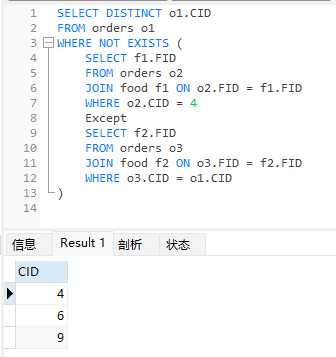 1 SELECT DISTINCT o1.CID
2 FROM orders o1
3 WHERE NOT EXISTS (
4 SELECT f1.FID
5 FROM orders o2
6 JOIN food f1 ON o2.FID = f1.FID
7 WHERE o2.CID = 4
8 Except
9 SELECT f2.FID
10 FROM orders o3
11 JOIN food f2 ON o3.FID = f2.FID
12 WHERE o3.CID = o1.CID
13 )
14
信息 Result 1 剖析 状态
CID
4
6
9